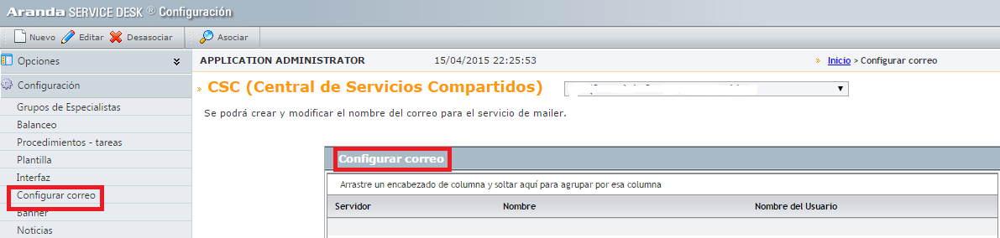 Aranda SERVICE DESK ® Configuración
Nuevo Editar Desasociar Asociar
Opciones
APPLICATION ADMINISTRATOR 15/04/2015 22:25:53 » Inicio > Configurar correo
Configuración
» CSC (Central de Servicios Compartidos)
Grupos de Especialistas
Se podrá crear y modificar el nombre del correo para el servicio de mailer.
Balanceo
Procedimientos - tareas
Plantilla
Interfaz
Configurar correo
Banner
Noticias
Configurar correo
Arrastre un encabezado de columna y soltar aquí para agrupar por esa columna
Servidor Nombre Nombre del Usuario